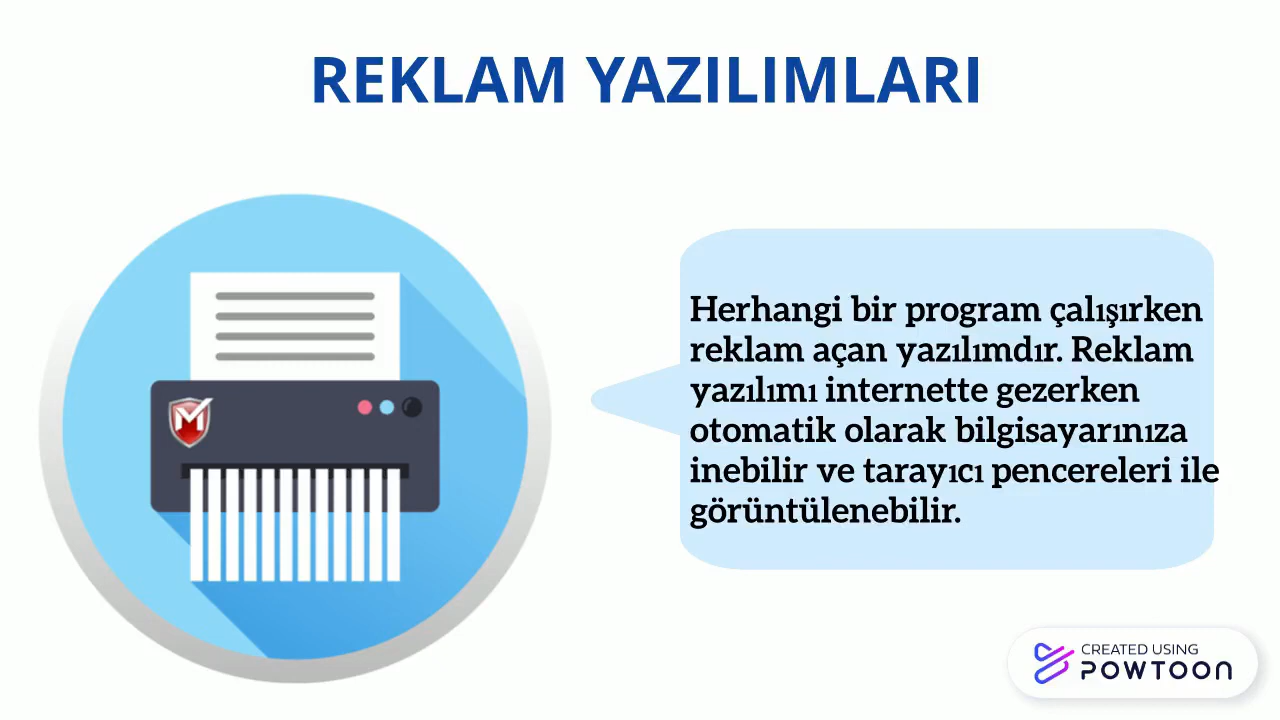 REKLAM YAZILIMLARI
Herhangi bir program çalışırken
reklam açan yazılımdır. Reklam
yazılımı internette gezerken
otomatik olarak bilgisayarınıza
inebilir ve tarayıcı pencereleri ile
görüntülenebilir.
M
CREATED USING
POWTOON